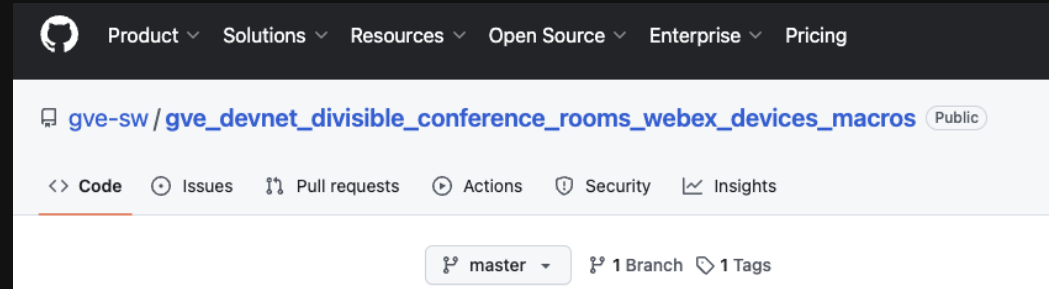 Product Solutions Resources Open Source Enterprise Pricing
gve-sw / gve_devnet_divisible_conference_rooms_webex_devices_macros Public
Code Issues Pull requests Actions Security Insights
master 1 Branch 1 Tags